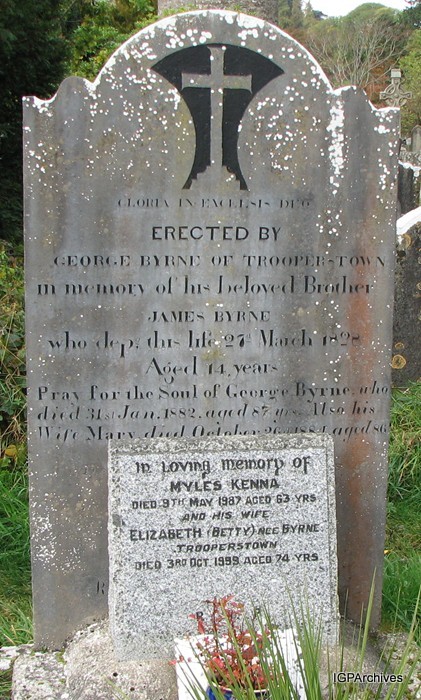 GLORIA IN EXCELSIS DEO
ERECTED BY
GEORGE BYRNE OF TROOPER-STOWN
in memory of his beloved Brother
JAMES BYRNE
who dep. this life 27th March 1828
Aged 14 years
Pray for the Soul of George Byrne, who
died 31st Jan. 1882, aged 87 yrs. Also his
Wife Mary died October 1884 aged
In Loving memory of
MYLES KENNA
DIED 9TH MAY 1987 AGED 63 YRS
AND HIS WIFE
ELIZABETH (BETTY) NEE BYRNE
TROOPERSTOWN
DIED 3RD OCT 1999 AGED 74 YRS.
R
IGPArchives